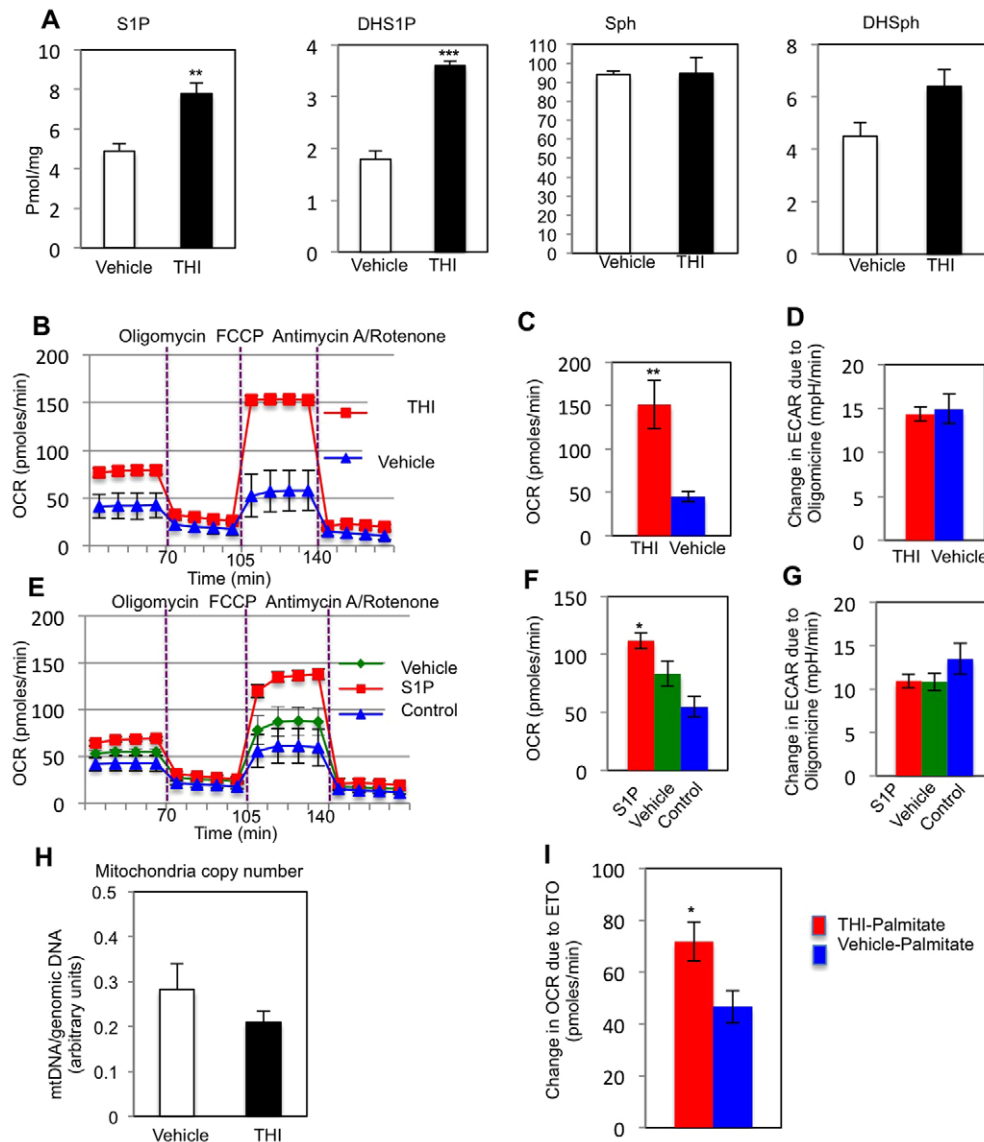 A
S1P
DHS1P
Sph
DHSph
Pmol/mg
10
8
6
4
2
0
**
Vehicle THI
4
3
2
1
0
***
Vehicle THI
110
100
90
80
70
60
50
40
30
20
10
0
Vehicle THI
8
6
4
2
0
Vehicle THI
B
Oligomycin FCCP Antimycin A/Rotenone
OCR (pmoles/min)
200
150
100
50
0
THI
Vehicle
70 105 140
Time (min)
C
OCR (pmoles/min)
200
150
100
50
0
**
THI Vehicle
D
Change in ECAR due to
Oligomicine (mpH/min)
20
15
10
5
0
THI Vehicle
E
Oligomycin FCCP Antimycin A/Rotenone
OCR (pmoles/min)
200
150
100
50
0
Vehicle
S1P
Control
70 105 140
Time (min)
F
OCR (pmoles/min)
150
100
50
0
*
S1P
Vehicle
Control
G
Change in ECAR due to
Oligomicine (mpH/min)
20
15
10
5
0
S1P
Vehicle
Control
H
Mitochondria copy number
mtDNA/genomic DNA
(arbitrary units)
0.5
0.4
0.3
0.2
0.1
0
Vehicle THI
I
Change in OCR due to ETO
(pmoles/min)
100
80
60
40
20
0
*
THI-Palmitate
Vehicle-Palmitate